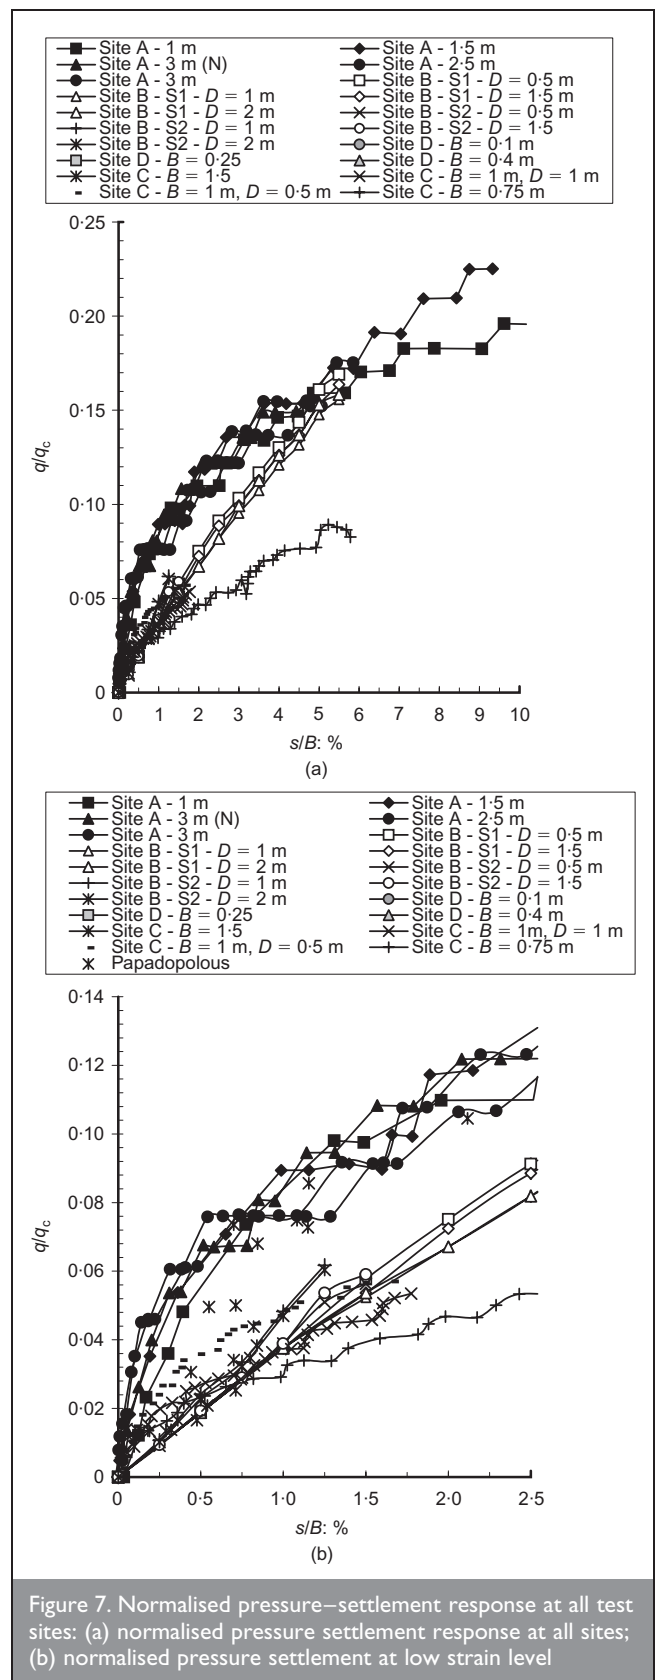 Site A - 1 m Site A - 1·5 m
Site A - 3 m (N) Site A - 2·5 m
Site A - 3 m Site B - S1 - D = 0·5 m
Site B - S1 - D = 1 m Site B - S1 - D = 1·5 m
Site B - S1 - D = 2 m Site B - S2 - D = 0·5 m
Site B - S2 - D = 1 m Site B - S2 - D = 1·5
Site B - S2 - D = 2 m Site D - B = 0·1 m
Site D - B = 0·25 Site D - B = 0·4 m
Site C - B = 1·5 Site C - B = 1 m, D = 1 m
Site C - B = 1 m, D = 0·5 m Site C - B = 0·75 m
0·25
0·20
0·15
0·10
0·05
0
q/qc
0 1 2 3 4 5 6 7 8 9 10
s/B: %
(a)
Site A - 1 m Site A - 1·5 m
Site A - 3 m (N) Site A - 2·5 m
Site A - 3 m Site B - S1 - D = 0·5 m
Site B - S1 - D = 1 m Site B - S1 - D = 1·5
Site B - S1 - D = 2 m Site B - S2 - D = 0·5 m
Site B - S2 - D = 1 m Site B - S2 - D = 1·5
Site B - S2 - D = 2 m Site D - B = 0·1 m
Site D - B = 0·25 Site D - B = 0·4 m
Site C - B = 1·5 Site C - B = 1m, D = 1 m
Site C - B = 1 m, D = 0·5 m Site C - B = 0·75 m
Papadopolous
0·14
0·12
0·10
0·08
0·06
0·04
0·02
0
q/qc
0 0·5 1·0 1·5 2·0 2·5
s/B: %
(b)
Figure 7. Normalised pressure–settlement response at all test
sites: (a) normalised pressure settlement response at all sites;
(b) normalised pressure settlement at low strain level